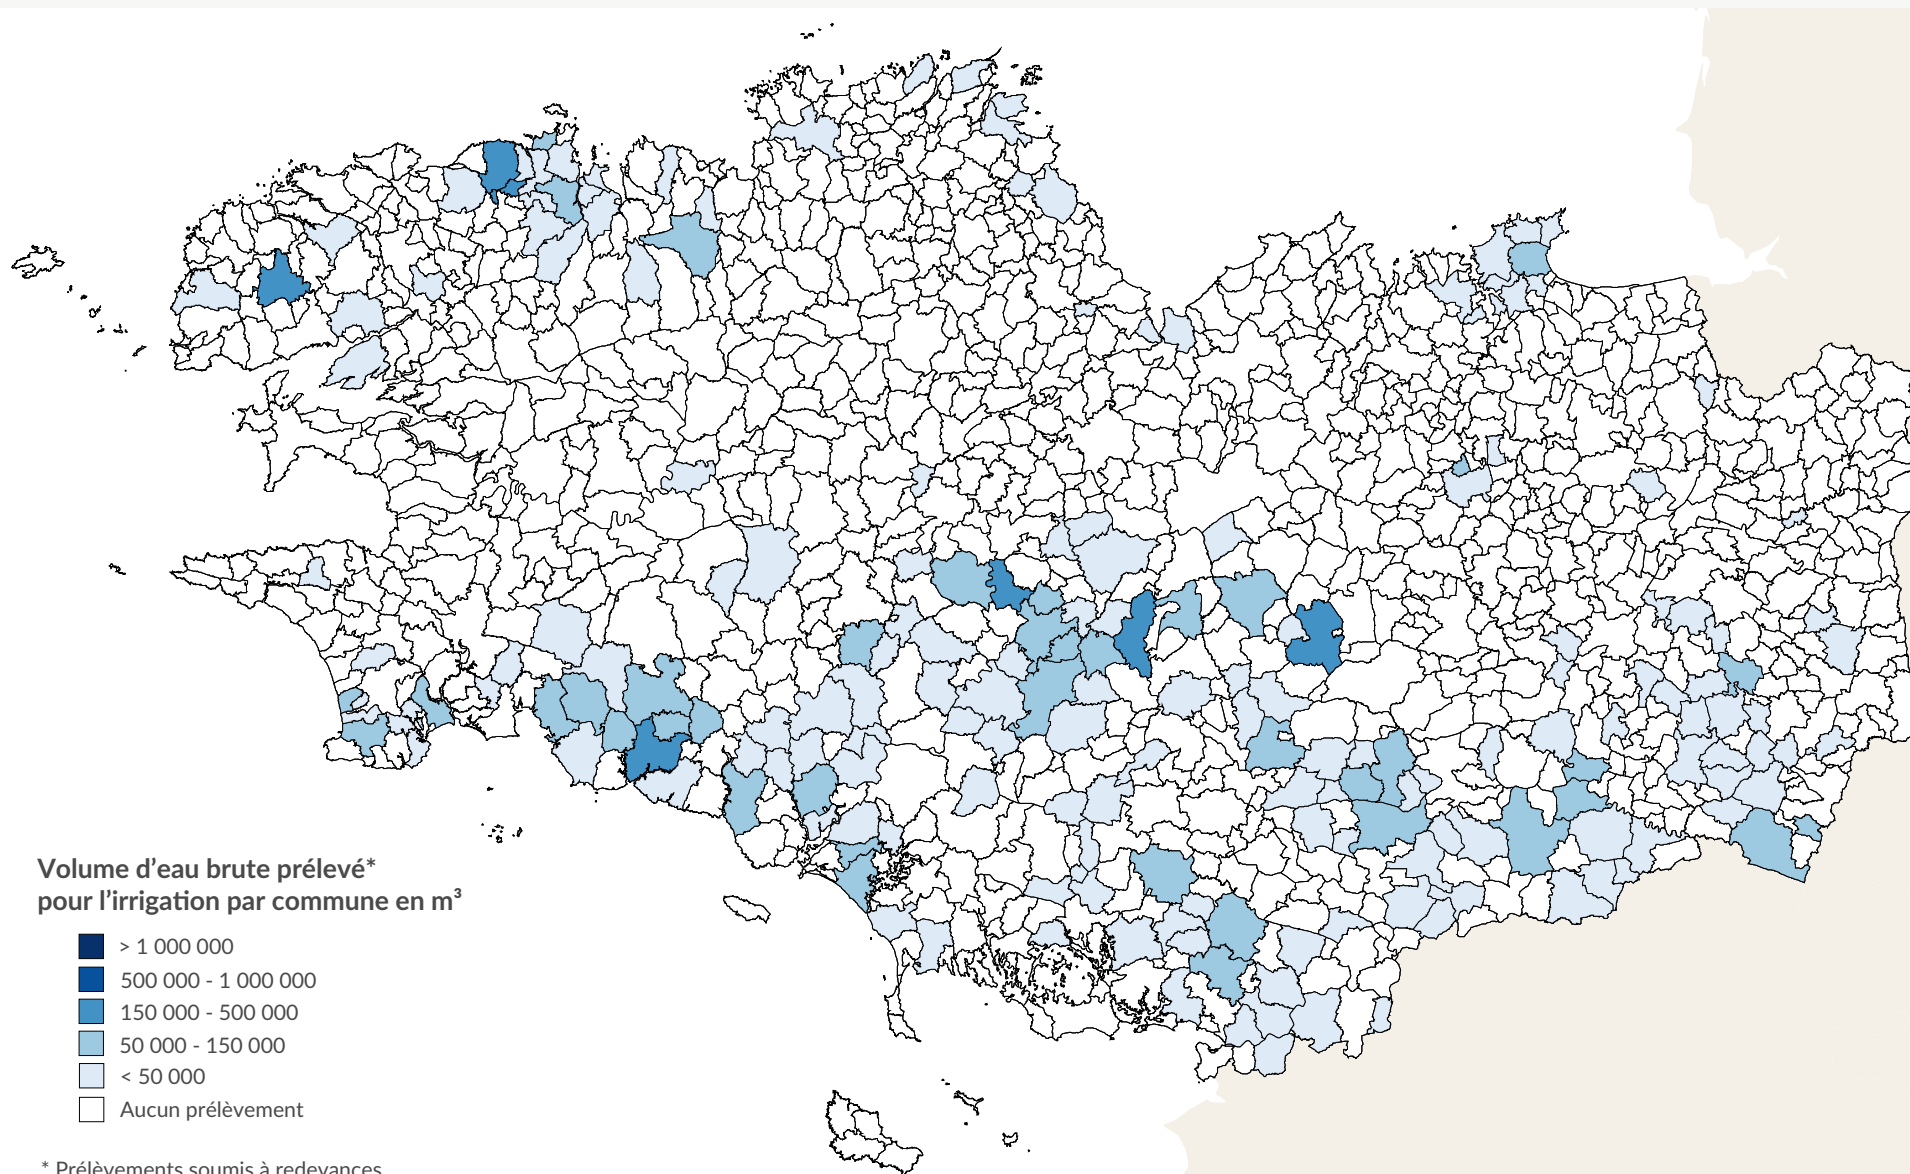 Volume d’eau brute prélevé*
pour l’irrigation par commune en m³
> 1 000 000
500 000 - 1 000 000
150 000 - 500 000
50 000 - 150 000
< 50 000
Aucun prélèvement
* Prélèvements soumis à redevances